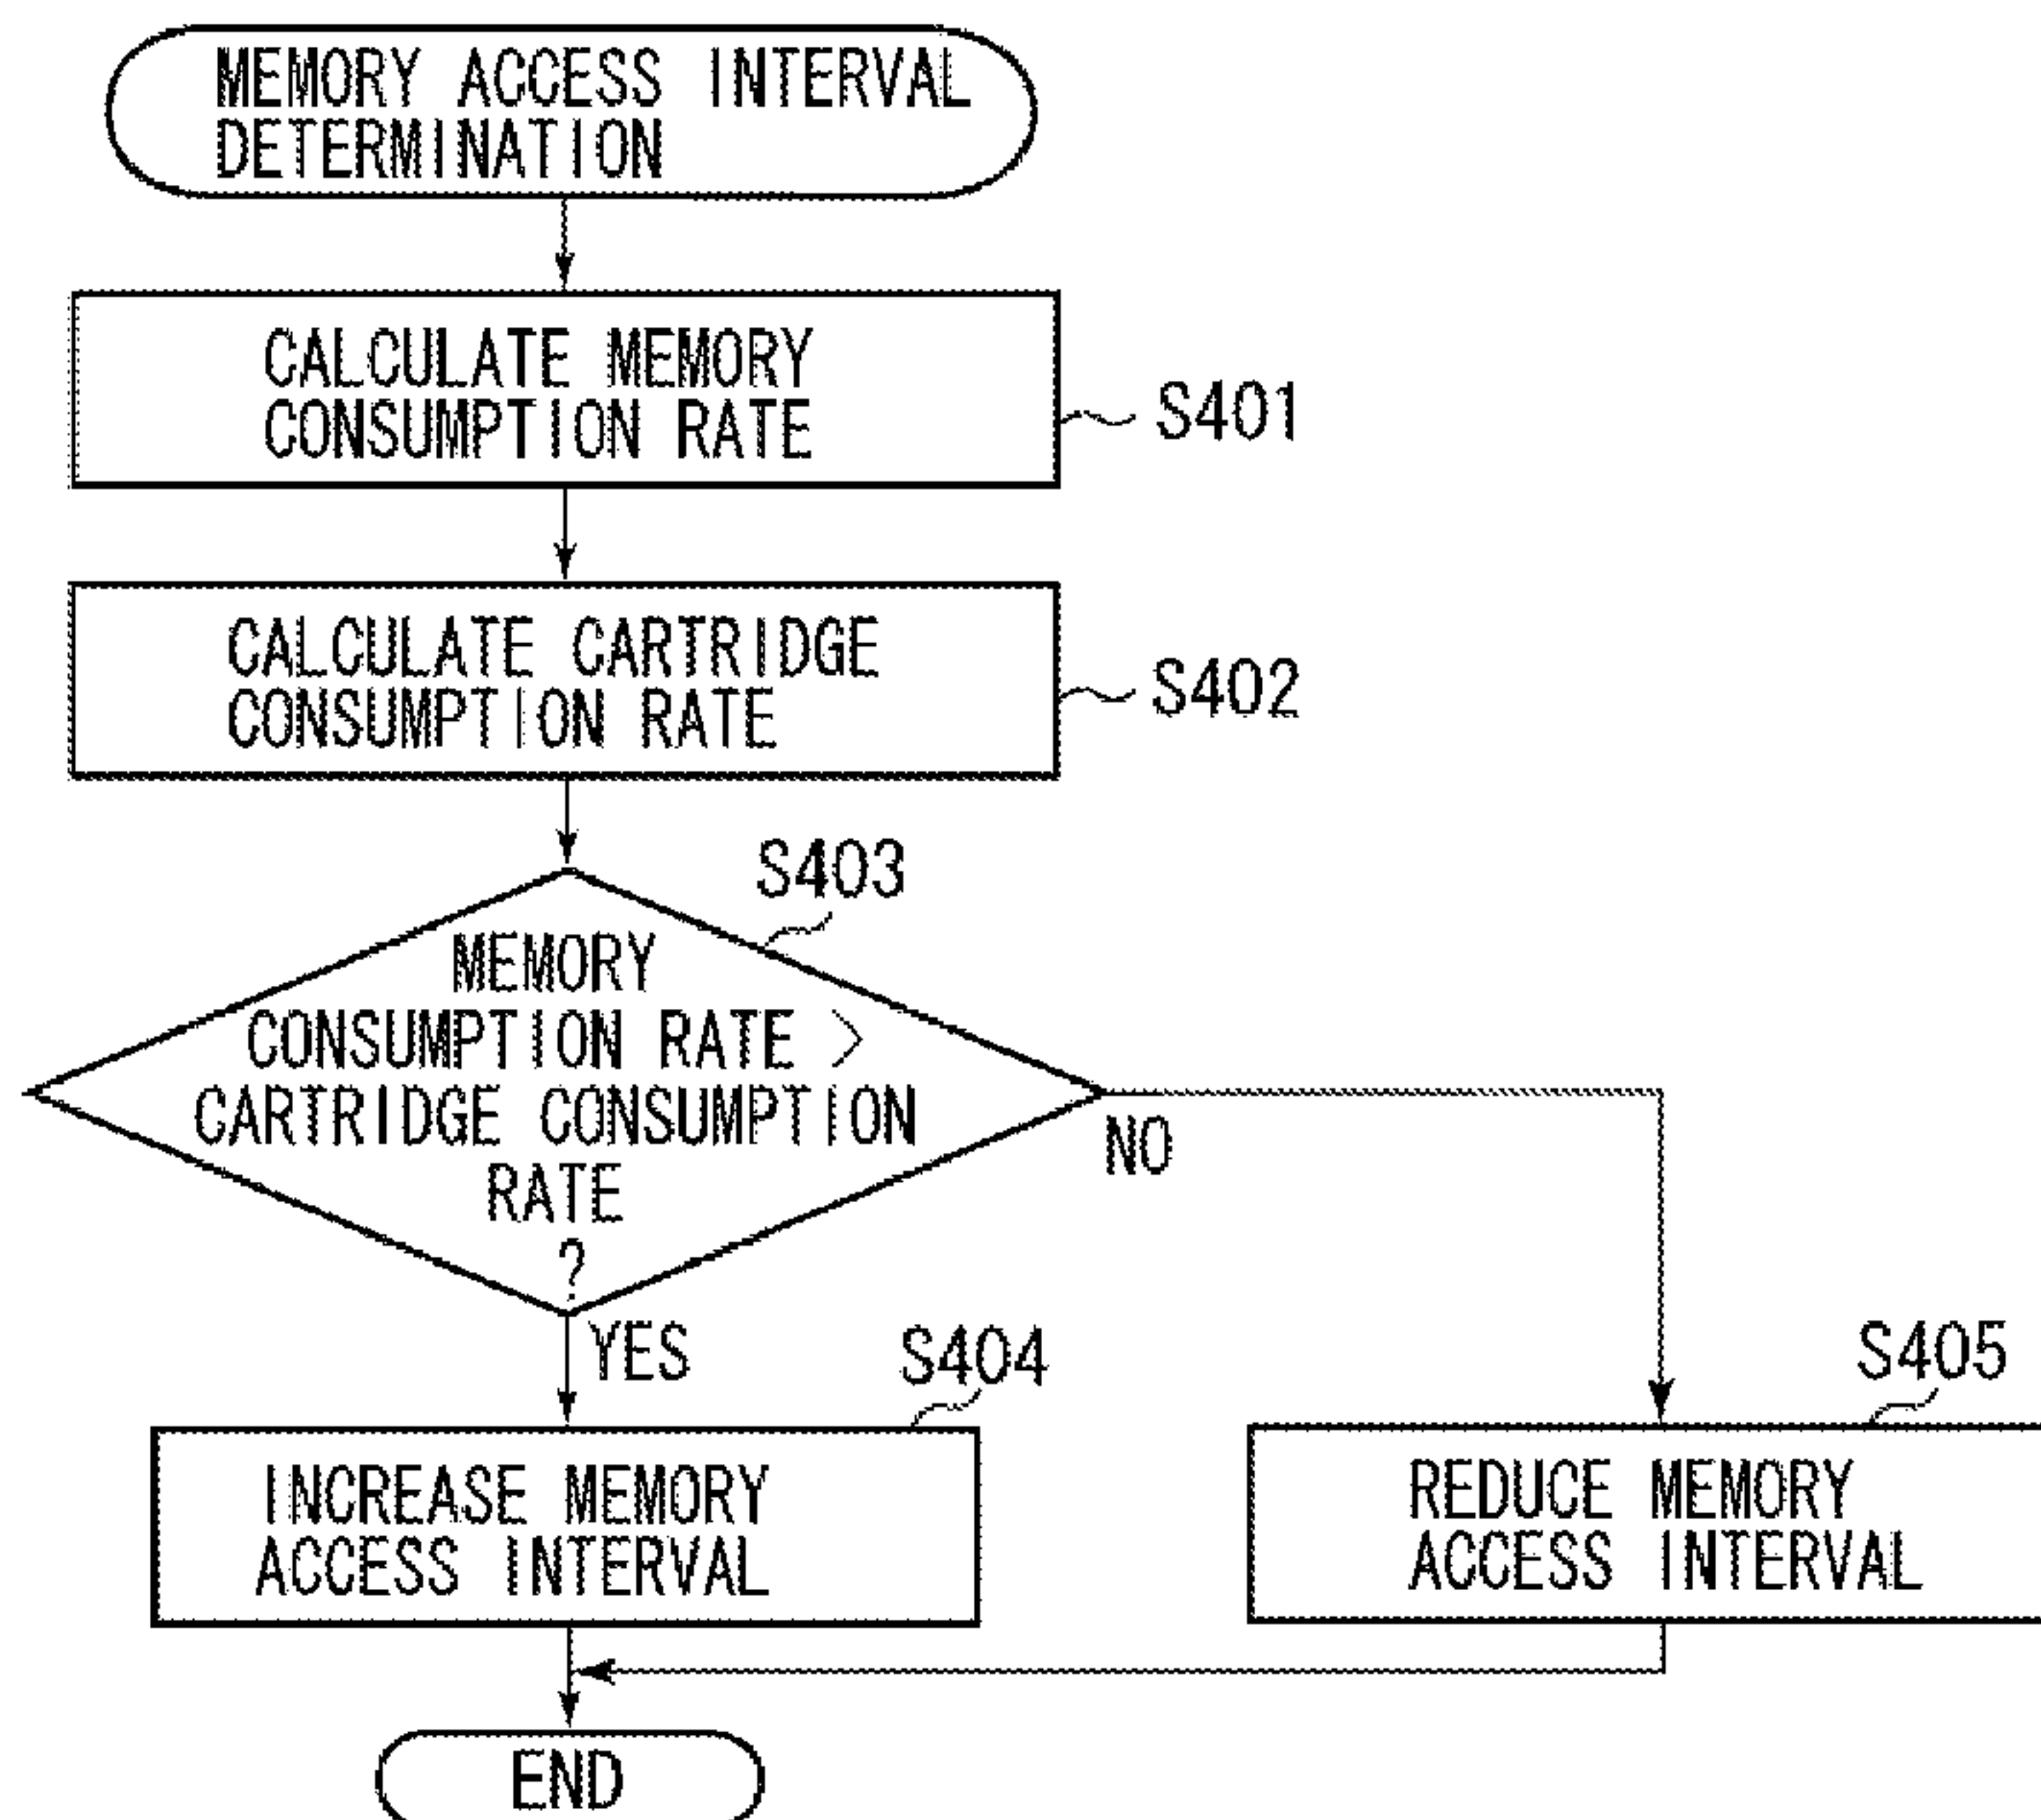 MEMORY ACCESS INTERVAL
DETERMINATION
CALCULATE MEMORY
CONSUMPTION RATE
S401
CALCULATE CARTRIDGE
CONSUMPTION RATE
S402
S403
MEMORY
CONSUMPTION RATE >
CARTRIDGE CONSUMPTION
RATE
?
NO
YES
S404
INCREASE MEMORY
ACCESS INTERVAL
S405
REDUCE MEMORY
ACCESS INTERVAL
END